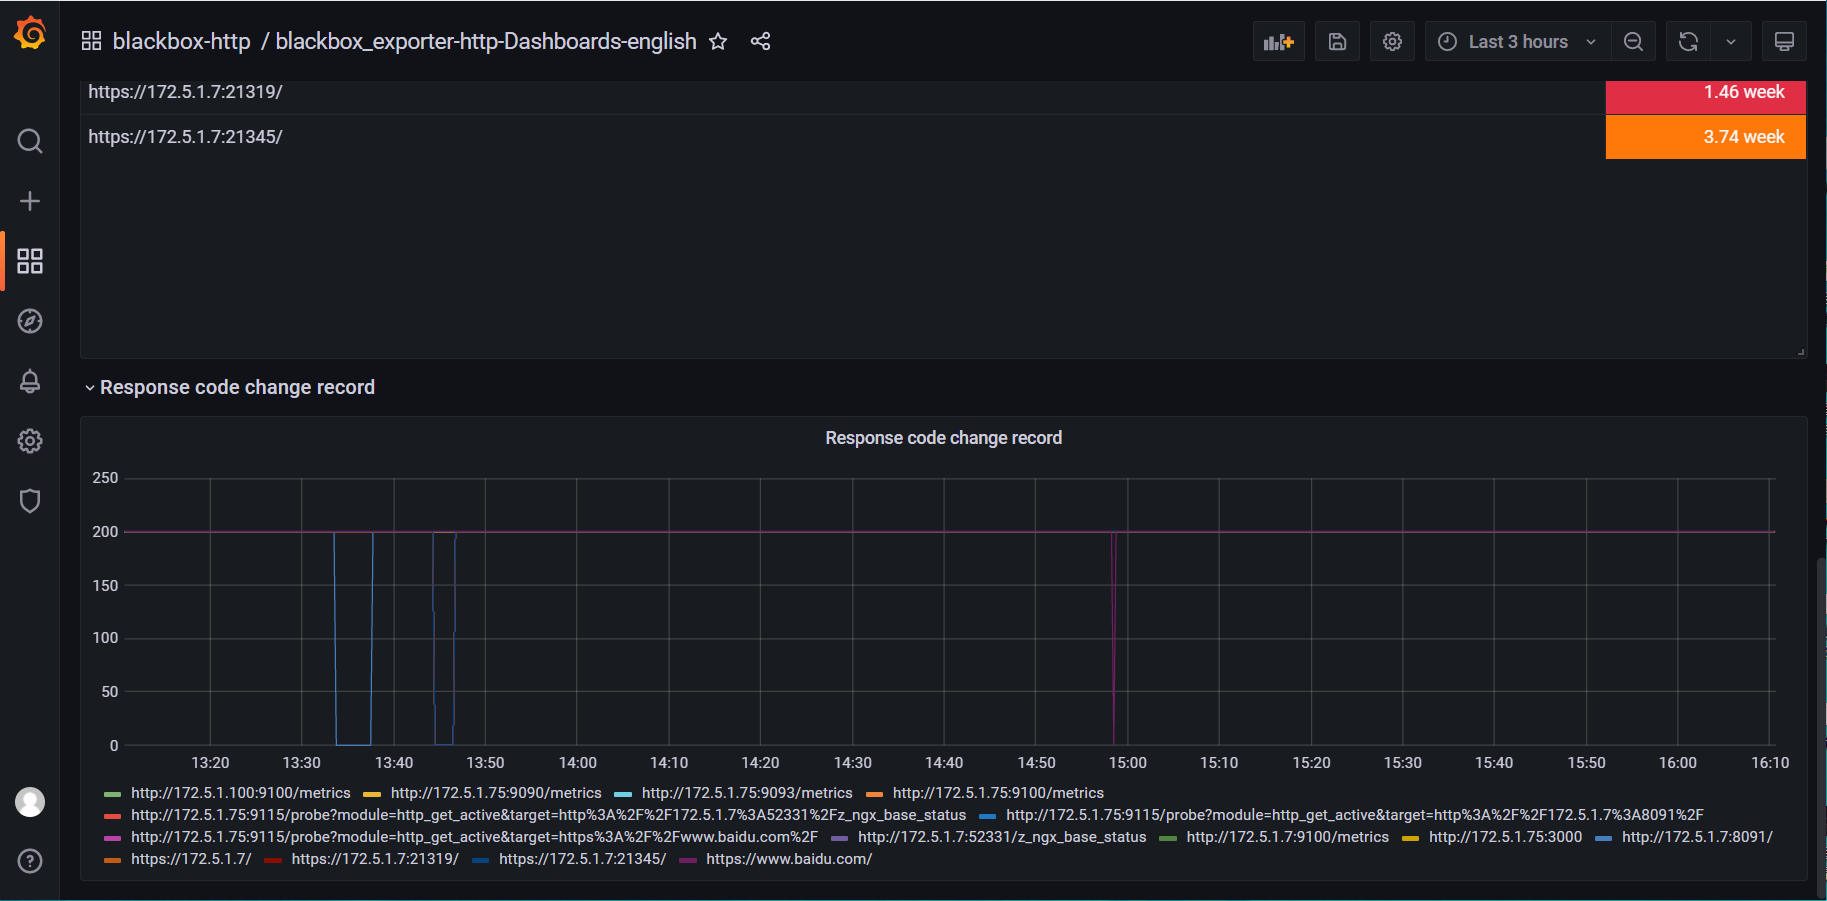 blackbox-http / blackbox_exporter-http-Dashboards-english
Last 3 hours
https://172.5.1.7:21319/ 1.46 week
https://172.5.1.7:21345/ 3.74 week
Response code change record
Response code change record
250
200
150
100
50
0
13:20 13:30 13:40 13:50 14:00 14:10 14:20 14:30 14:40 14:50 15:00 15:10 15:20 15:30 15:40 15:50 16:00 16:10
http://172.5.1.100:9100/metrics http://172.5.1.75:9090/metrics http://172.5.1.75:9093/metrics http://172.5.1.75:9100/metrics
http://172.5.1.75:9115/probe?module=http_get_active&target=http%3A%2F%2F172.5.1.7%3A52331%2Fz_ngx_base_status http://172.5.1.75:9115/probe?module=http_get_active&target=http%3A%2F%2F172.5.1.7%3A8091%2F
http://172.5.1.75:9115/probe?module=http_get_active&target=https%3A%2F%2Fwww.baidu.com%2F http://172.5.1.7:52331/z_ngx_base_status http://172.5.1.7:9100/metrics http://172.5.1.75:3000 http://172.5.1.7:8091/
https://172.5.1.7/ https://172.5.1.7:21319/ https://172.5.1.7:21345/ https://www.baidu.com/